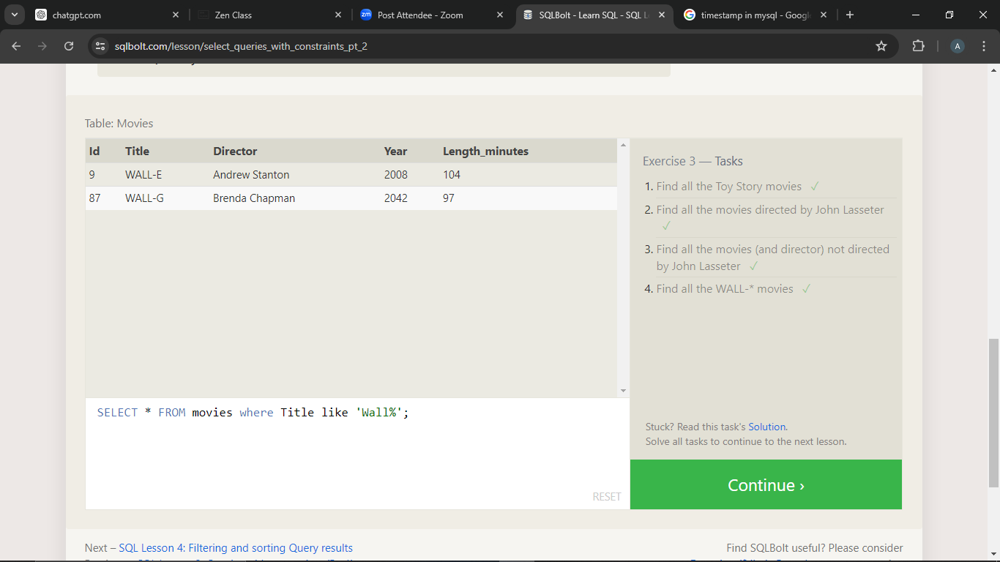 chatgpt.com
Zen Class
zm Post Attendee - Zoom
SQLBolt - Learn SQL - SQL L
timestamp in mysql - Google
sqlbolt.com/lesson/select_queries_with_constraints_pt_2
A
Table: Movies
Id Title Director Year Length_minutes
9 WALL-E Andrew Stanton 2008 104
87 WALL-G Brenda Chapman 2042 97
Exercise 3 — Tasks
1. Find all the Toy Story movies ✓
2. Find all the movies directed by John Lasseter
✓
3. Find all the movies (and director) not directed
by John Lasseter ✓
4. Find all the WALL-* movies ✓
SELECT * FROM movies where Title like 'Wall%';
RESET
Stuck? Read this task's Solution.
Solve all tasks to continue to the next lesson.
Continue ›
Next – SQL Lesson 4: Filtering and sorting Query results
Find SQLBolt useful? Please consider